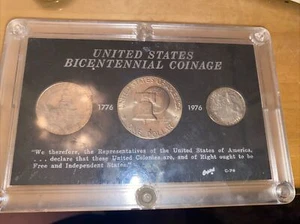 UNITED STATES
BICENTENNIAL COINAGE
1776
1976
"We therefore, the Representatives of the United States of America,
... declare that these United Colonies are, and of Right ought to be
Free and Independent States."